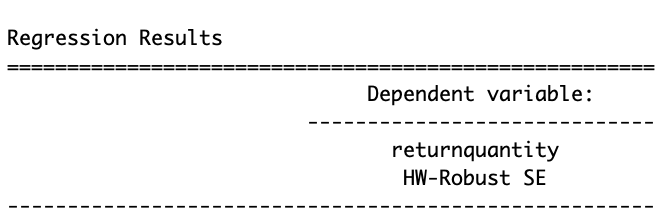 Regression Results
======================================================
Dependent variable:
-----------------------------
returnquantity
HW-Robust SE
------------------------------------------------------